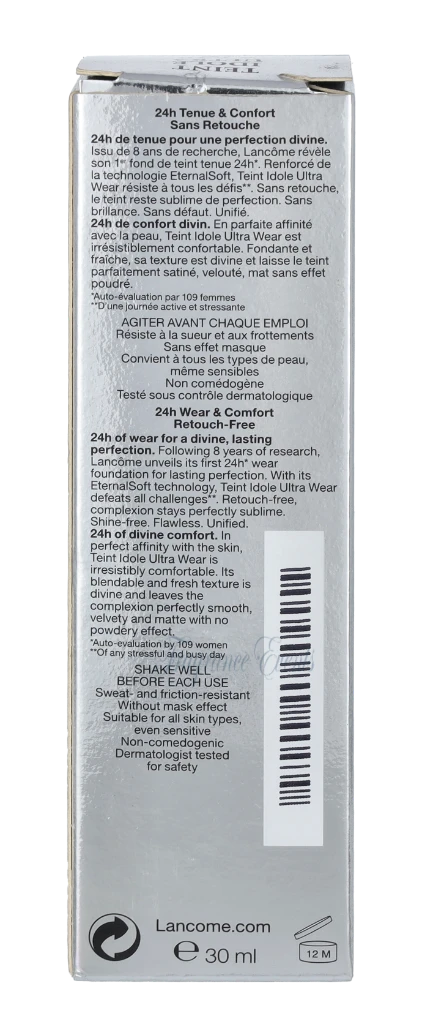 TEINT
IDOLE
24h Tenue & Confort
Sans Retouche
24h de tenue pour une perfection divine.
Issu de 8 ans de recherche, Lancôme révèle
son 1er fond de teint tenue 24h*. Renforcé de
la technologie EternalSoft, Teint Idole Ultra
Wear résiste à tous les défis**. Sans retouche,
le teint reste sublime de perfection. Sans
brillance. Sans défaut. Unifié.
24h de confort divin. En parfaite affinité
avec la peau, Teint Idole Ultra Wear est
irrésistiblement confortable. Fondante et
fraîche, sa texture est divine et laisse le teint
parfaitement satiné, velouté, mat sans effet
poudré.
*Auto-évaluation par 109 femmes
**D'une journée active et stressante
AGITER AVANT CHAQUE EMPLOI
Résiste à la sueur et aux frottements
Sans effet masque
Convient à tous les types de peau,
même sensibles
Non comédogène
Testé sous contrôle dermatologique
24h Wear & Comfort
Retouch-Free
24h of wear for a divine, lasting
perfection. Following 8 years of research,
Lancôme unveils its first 24h* wear
foundation for lasting perfection. With its
EternalSoft technology, Teint Idole Ultra Wear
defeats all challenges**. Retouch-free,
complexion stays perfectly sublime.
Shine-free. Flawless. Unified.
24h of divine comfort. In
perfect affinity with the skin,
Teint Idole Ultra Wear is
irresistibly comfortable. Its
blendable and fresh texture is
divine and leaves the
complexion perfectly smooth,
velvety and matte with no
powdery effect.
*Auto-evaluation by 109 women
**Of any stressful and busy day
SHAKE WELL
BEFORE EACH USE
Sweat- and friction-resistant
Without mask effect
Suitable for all skin types,
even sensitive
Non-comedogenic
Dermatologist tested
for safety
Lancome.com
℮ 30 ml
12 M